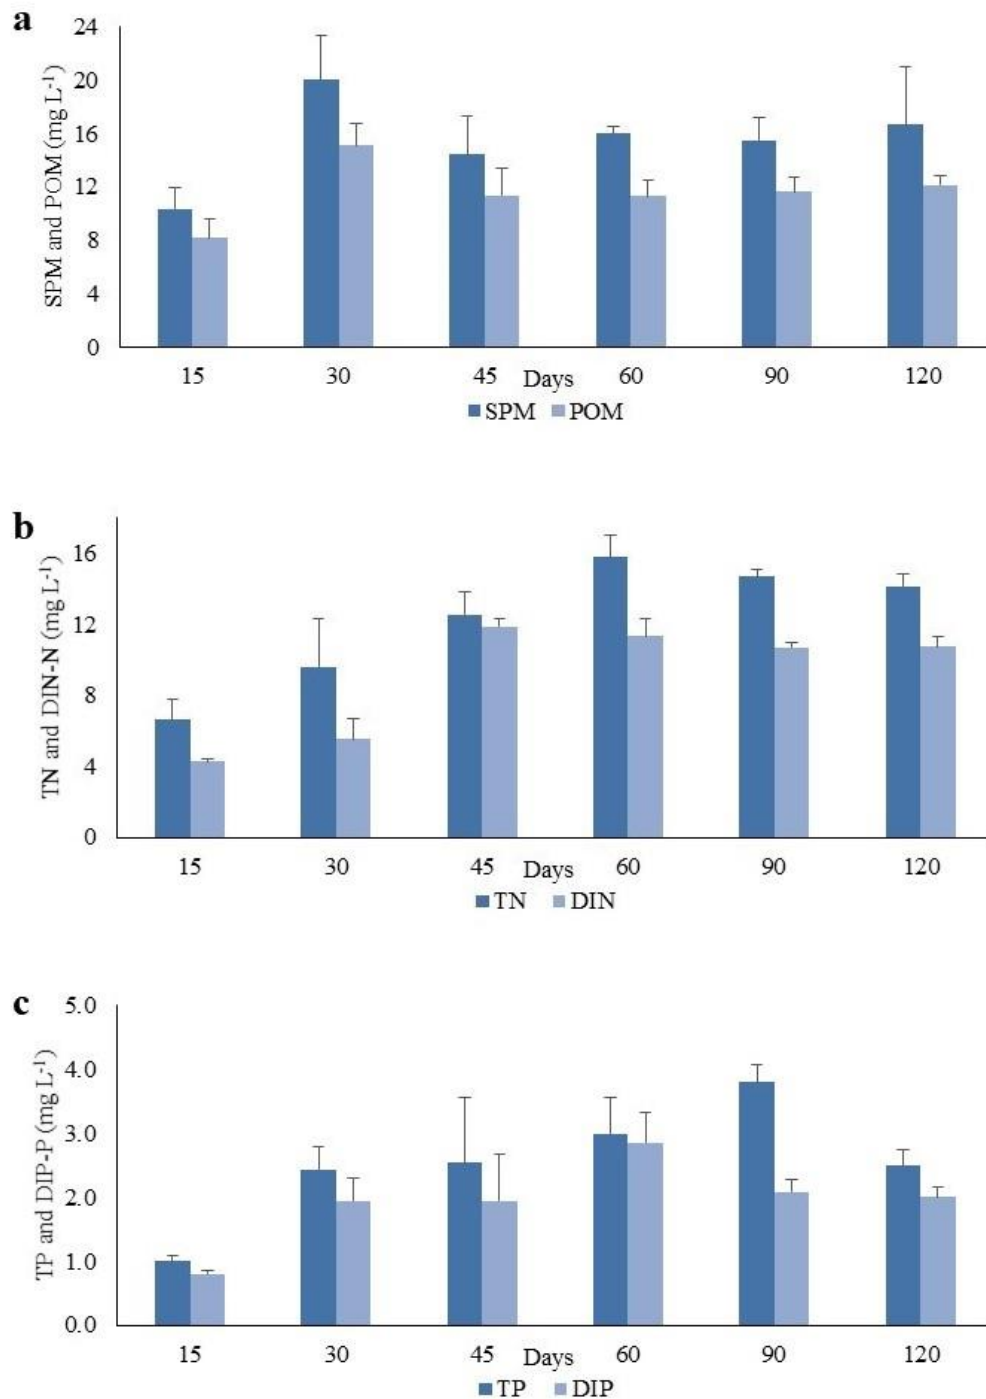 a
SPM and POM (mg L-1)
24
20
16
12
8
4
0
15 30 45 Days 60 90 120
SPM POM
b
TN and DIN-N (mg L-1)
16
12
8
4
0
15 30 45 Days 60 90 120
TN DIN
c
TP and DIP-P (mg L-1)
5.0
4.0
3.0
2.0
1.0
0.0
15 30 45 Days 60 90 120
TP DIP